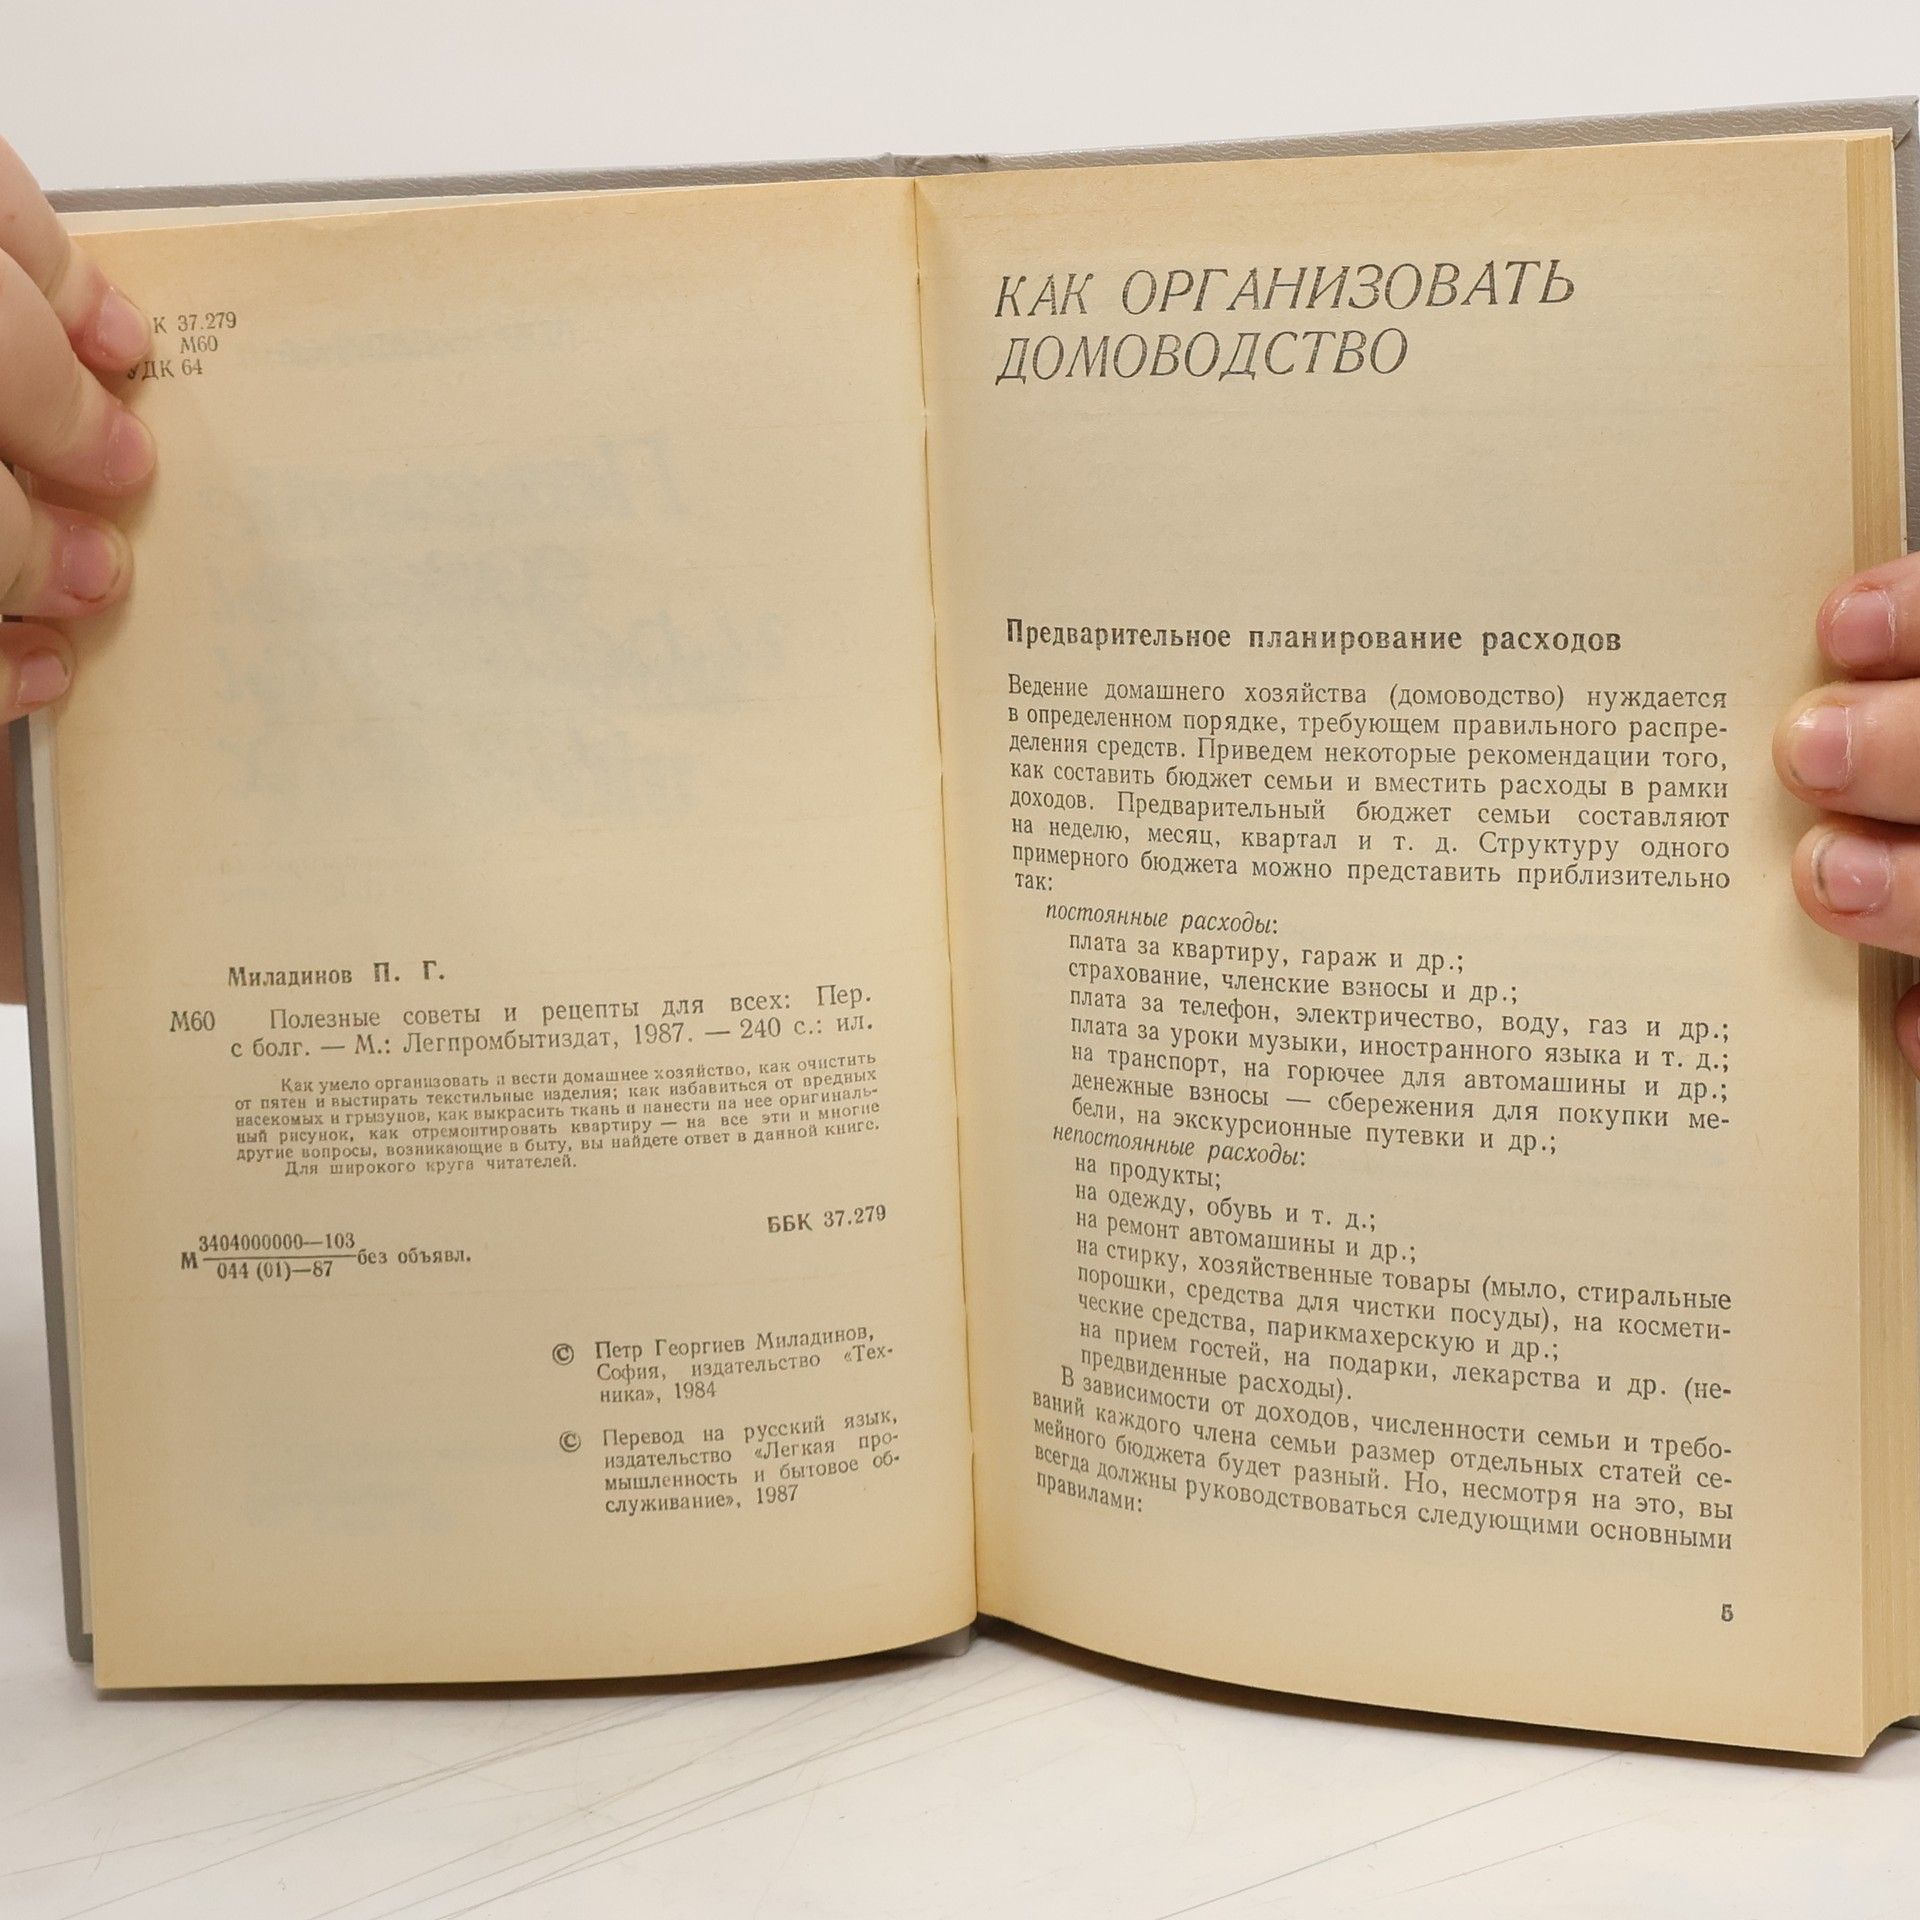 К 37.279
М60
УДК 64
Миладинов П. Г.
М60 Полезные советы и рецепты для всех: Пер.
с болг. — М.: Легпромбытиздат, 1987. — 240 с.: ил.
Как умело организовать и вести домашнее хозяйство, как очистить
от пятен и выстирать текстильные изделия; как избавиться от вредных
насекомых и грызунов, как выкрасить ткань и нанести на нее оригиналь-
ный рисунок, как отремонтировать квартиру — на все эти и многие
другие вопросы, возникающие в быту, вы найдете ответ в данной книге.
Для широкого круга читателей.
М 3404000000—103 без объявл.
044 (01)—87
ББК 37.279
© Петр Георгиев Миладинов,
София, издательство «Тех-
ника», 1984
© Перевод на русский язык,
издательство «Легкая про-
мышленность и бытовое об-
служивание», 1987
КАК ОРГАНИЗОВАТЬ
ДОМОВОДСТВО
Предварительное планирование расходов
Ведение домашнего хозяйства (домоводство) нуждается
в определенном порядке, требующем правильного распре-
деления средств. Приведем некоторые рекомендации того,
как составить бюджет семьи и вместить расходы в рамки
доходов. Предварительный бюджет семьи составляют
на неделю, месяц, квартал и т. д. Структуру одного
примерного бюджета можно представить приблизительно
так:
постоянные расходы:
плата за квартиру, гараж и др.;
страхование, членские взносы и др.;
плата за телефон, электричество, воду, газ и др.;
плата за уроки музыки, иностранного языка и т. д.;
на транспорт, на горючее для автомашины и др.;
денежные взносы — сбережения для покупки ме-
бели, на экскурсионные путевки и др.;
непостоянные расходы:
на продукты;
на одежду, обувь и т. д.;
на ремонт автомашины и др.;
на стирку, хозяйственные товары (мыло, стиральные
порошки, средства для чистки посуды), на космети-
ческие средства, парикмахерскую и др.;
на прием гостей, на подарки, лекарства и др. (не-
предвиденные расходы).
В зависимости от доходов, численности семьи и требо-
ваний каждого члена семьи размер отдельных статей се-
мейного бюджета будет разный. Но, несмотря на это, вы
всегда должны руководствоваться следующими основными
правилами:
5